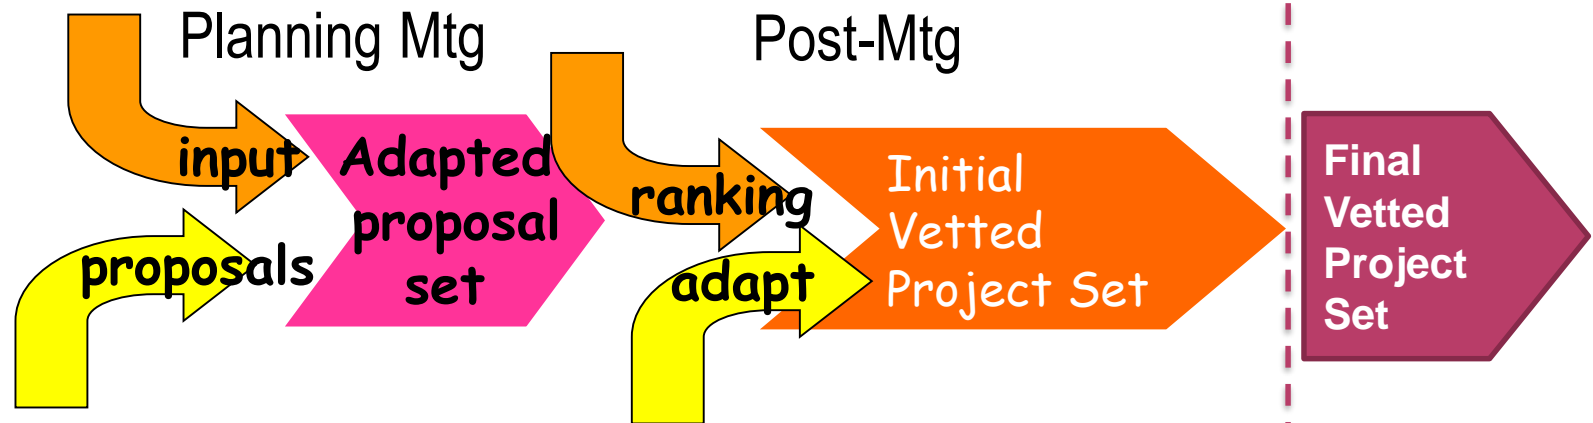 Planning Mtg
Post-Mtg
input
proposals
Adapted
proposal
set
ranking
adapt
Initial
Vetted
Project Set
Final
Vetted
Project
Set